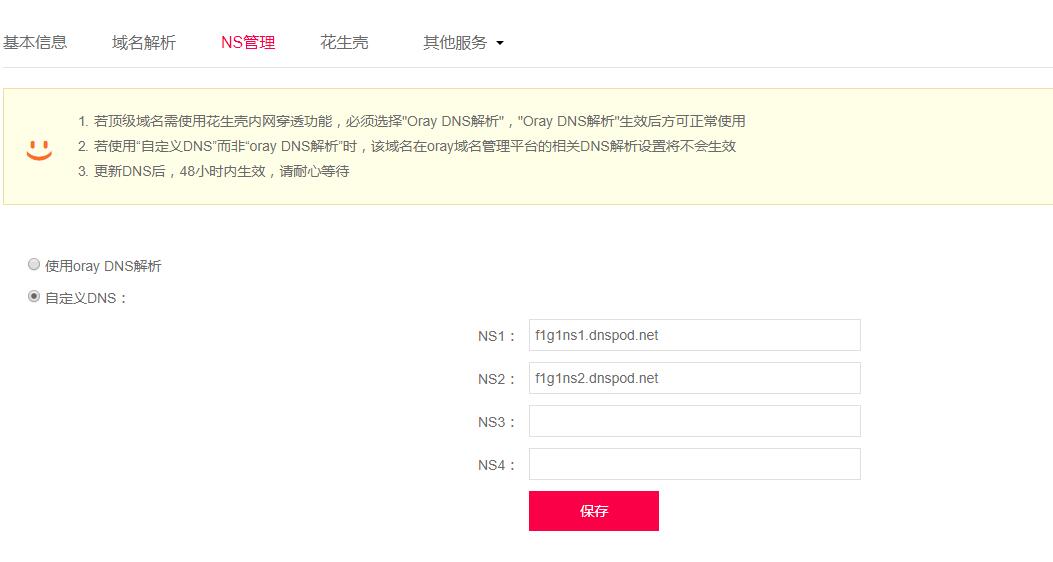 基本信息 域名解析 NS管理 花生壳 其他服务
1. 若顶级域名需使用花生壳内网穿透功能，必须选择"Oray DNS解析"，"Oray DNS解析"生效后方可正常使用
2. 若使用“自定义DNS”而非“oray DNS解析”时，该域名在oray域名管理平台的相关DNS解析设置将不会生效
3. 更新DNS后，48小时内生效，请耐心等待
使用oray DNS解析
自定义DNS：
NS1： f1g1ns1.dnspod.net
NS2： f1g1ns2.dnspod.net
NS3：
NS4：
保存